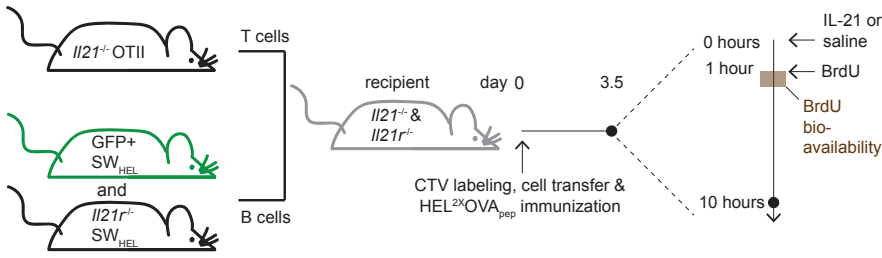 Il21-/- OTII
T cells
GFP+
SWHEL
and
Il21r-/-
SWHEL
B cells
recipient
Il21-/- &
Il21r-/-
day 0
3.5
CTV labeling, cell transfer &
HEL2XOVApep immunization
0 hours
1 hour
10 hours
IL-21 or
saline
BrdU
BrdU
bio-
availability